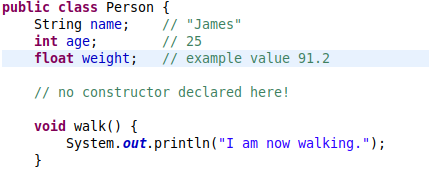 public class Person {
    String name;    // "James"
    int age;        // 25
    float weight;   // example value 91.2

    // no constructor declared here!

    void walk() {
        System.out.println("I am now walking.");
    }